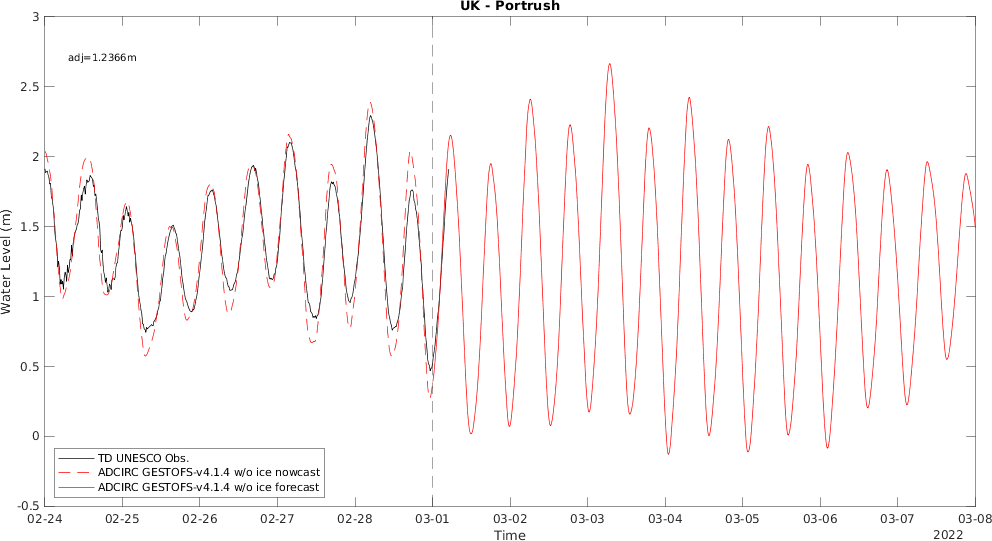 UK - Portrush
adj=1.2366m
3
2.5
2
1.5
1
0.5
0
-0.5
Water Level (m)
TD UNESCO Obs.
ADCIRC GESTOFS-v4.1.4 w/o ice nowcast
ADCIRC GESTOFS-v4.1.4 w/o ice forecast
02-24 02-25 02-26 02-27 02-28 03-01 03-02 03-03 03-04 03-05 03-06 03-07 03-08
Time
2022